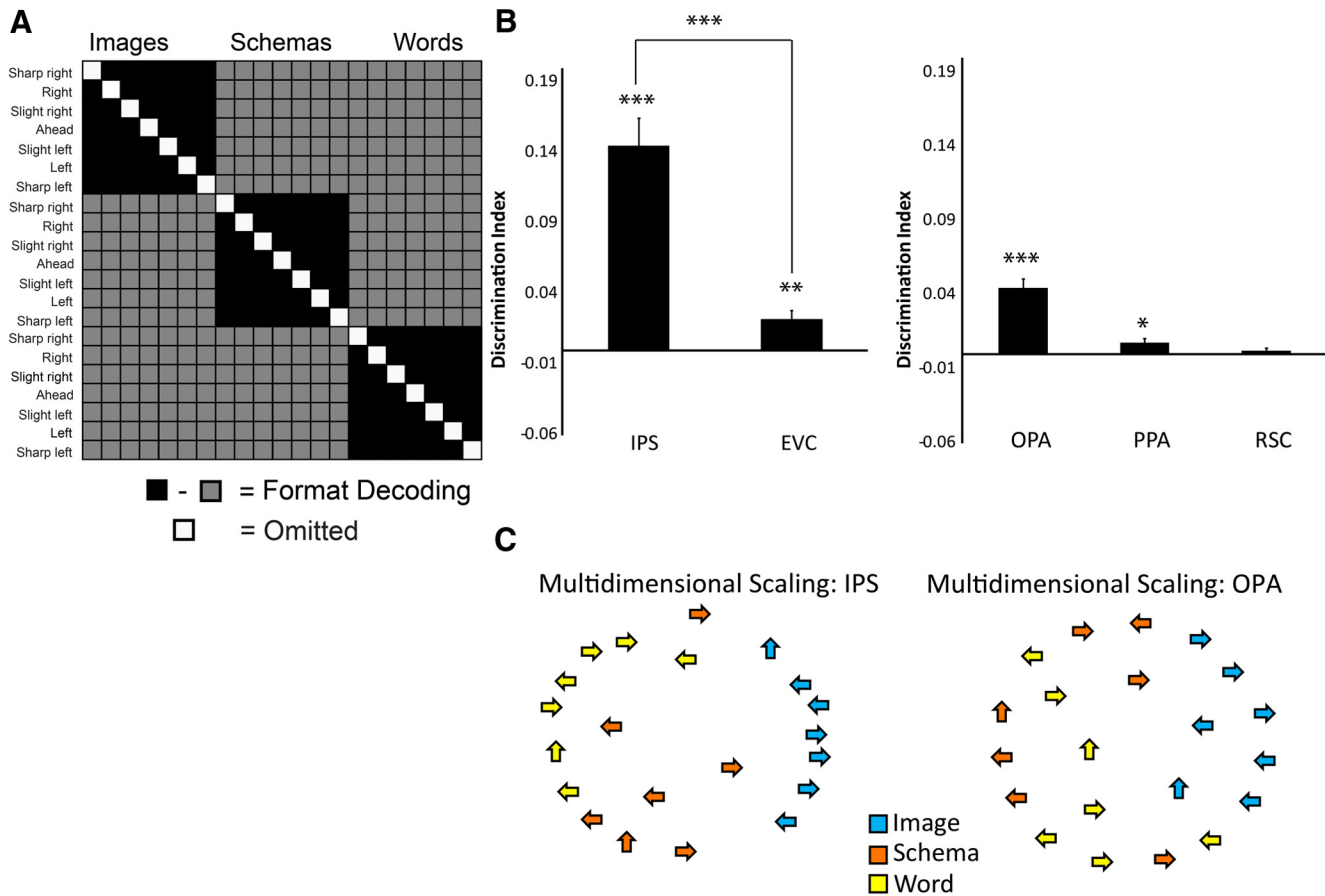 A
Images Schemas Words
Sharp right
Right
Slight right
Ahead
Slight left
Left
Sharp left
Sharp right
Right
Slight right
Ahead
Slight left
Left
Sharp left
Sharp right
Right
Slight right
Ahead
Slight left
Left
Sharp left
- = Format Decoding
= Omitted
B
***
Discrimination Index
0.19
0.14
0.09
0.04
-0.01
-0.06
***
**
IPS EVC
Discrimination Index
0.19
0.14
0.09
0.04
-0.01
-0.06
***
*
OPA PPA RSC
C
Multidimensional Scaling: IPS
Multidimensional Scaling: OPA
Image
Schema
Word